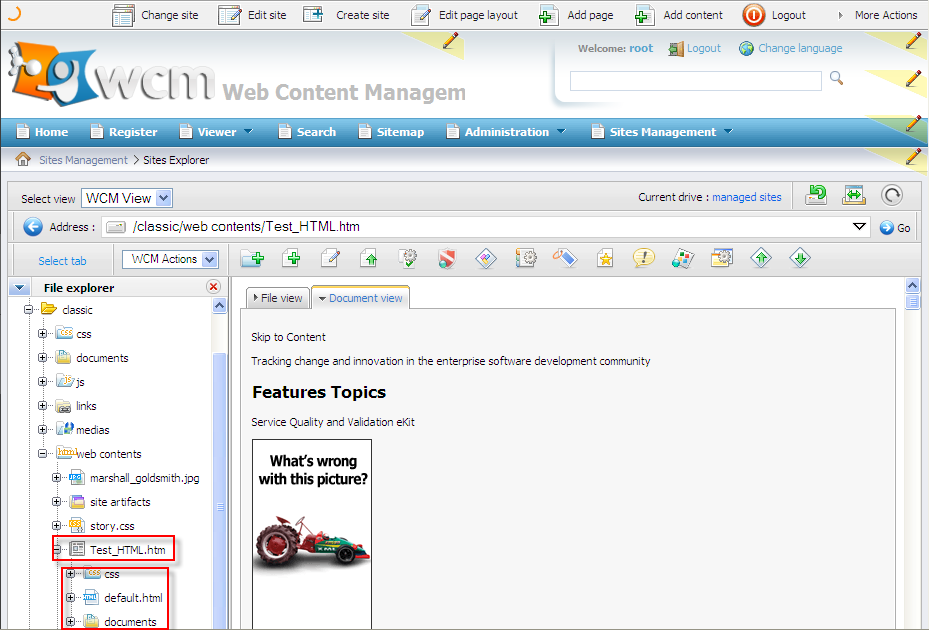 Change site Edit site Create site Edit page layout Add page Add content Logout More Actions
wcm Web Content Managem
Welcome: root Logout Change language
Home Register Viewer Search Sitemap Administration Sites Management
Sites Management > Sites Explorer
Select view WCM View Current drive : managed sites
Address : /classic/web contents/Test_HTML.htm Go
Select tab WCM Actions
File explorer
classic
css
documents
js
links
medias
web contents
marshall_goldsmith.jpg
site artifacts
story.css
Test_HTML.htm
css
default.html
documents
File view Document view
Skip to Content
Tracking change and innovation in the enterprise software development community
Features Topics
Service Quality and Validation eKit
What's wrong
with this picture?